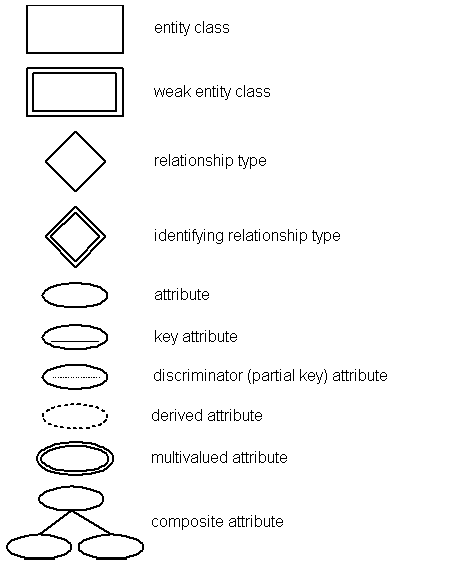 entity class
weak entity class
relationship type
identifying relationship type
attribute
key attribute
discriminator (partial key) attribute
derived attribute
multivalued attribute
composite attribute